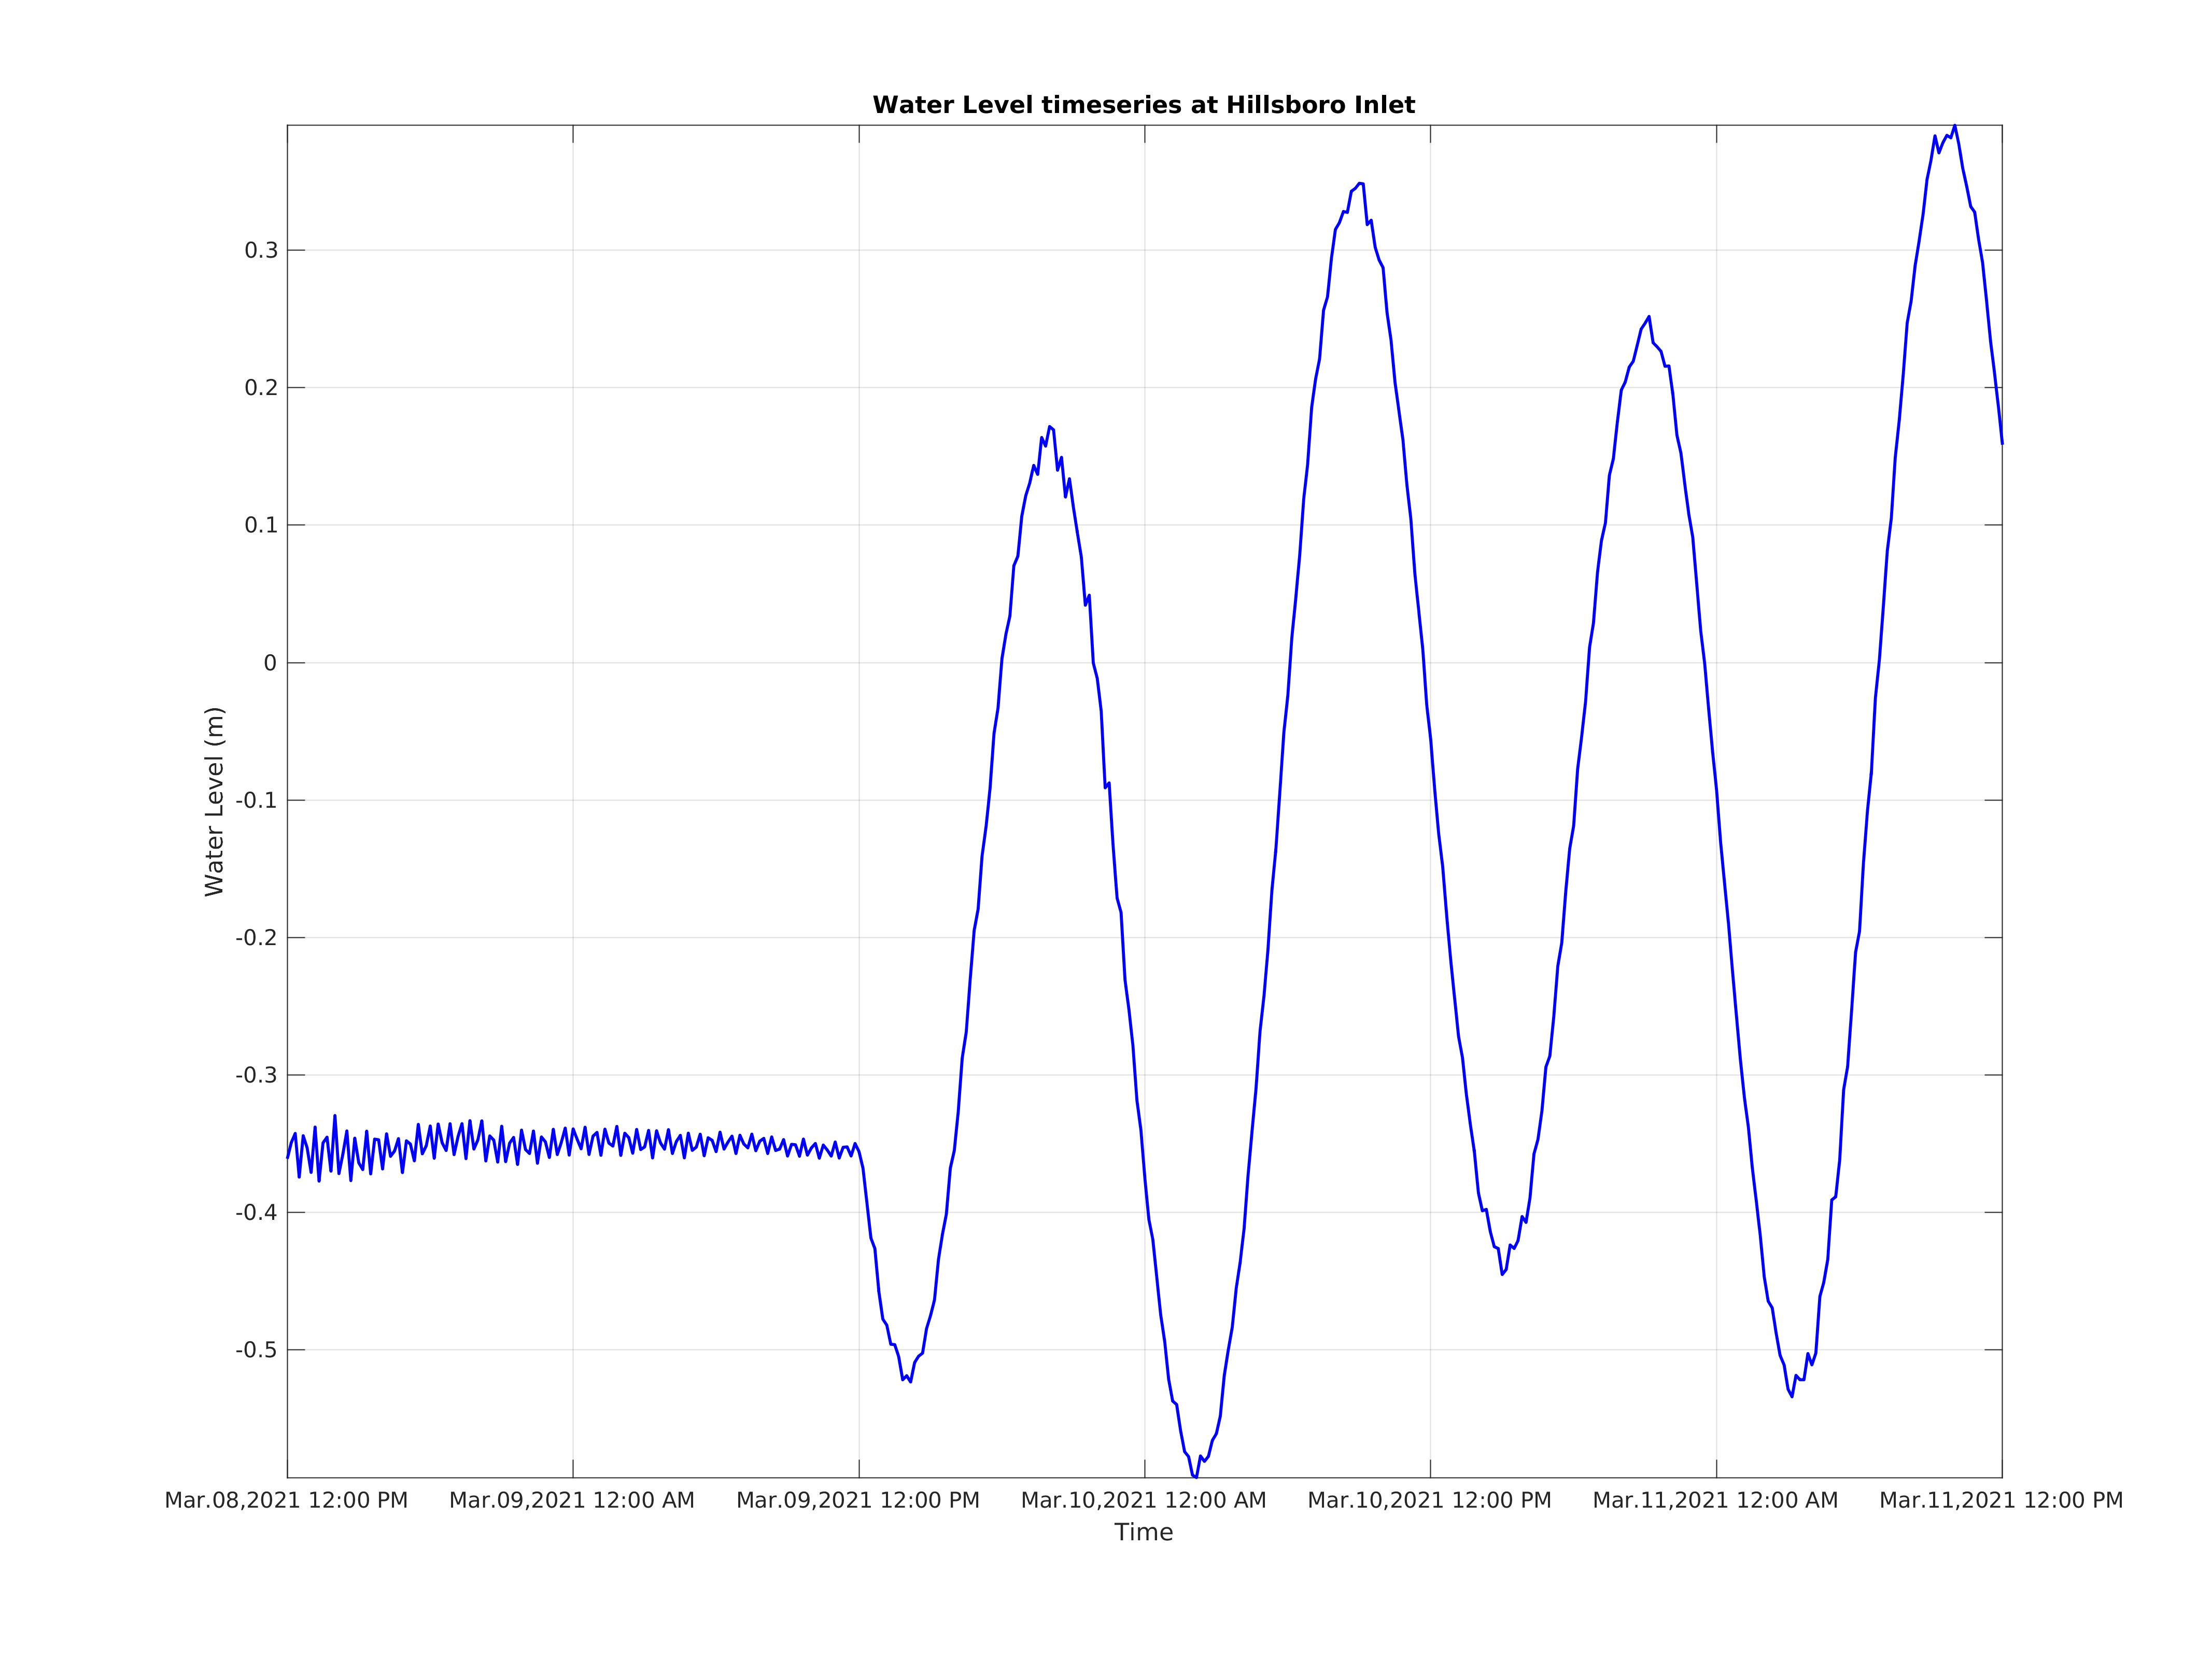 Water Level timeseries at Hillsboro Inlet
0.3
0.2
0.1
0
-0.1
-0.2
-0.3
-0.4
-0.5
Water Level (m)
Mar.08,2021 12:00 PM Mar.09,2021 12:00 AM Mar.09,2021 12:00 PM Mar.10,2021 12:00 AM Mar.10,2021 12:00 PM Mar.11,2021 12:00 AM Mar.11,2021 12:00 PM
Time